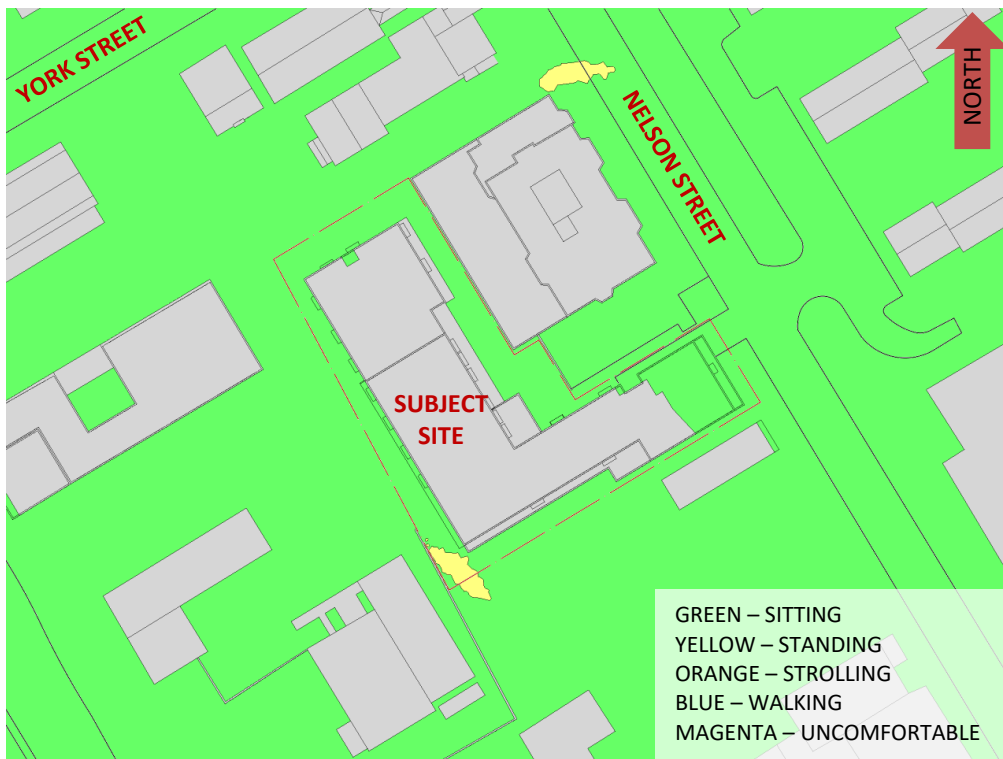 YORK STREET
NORTH
NELSON STREET
SUBJECT
SITE
GREEN – SITTING
YELLOW – STANDING
ORANGE – STROLLING
BLUE – WALKING
MAGENTA – UNCOMFORTABLE